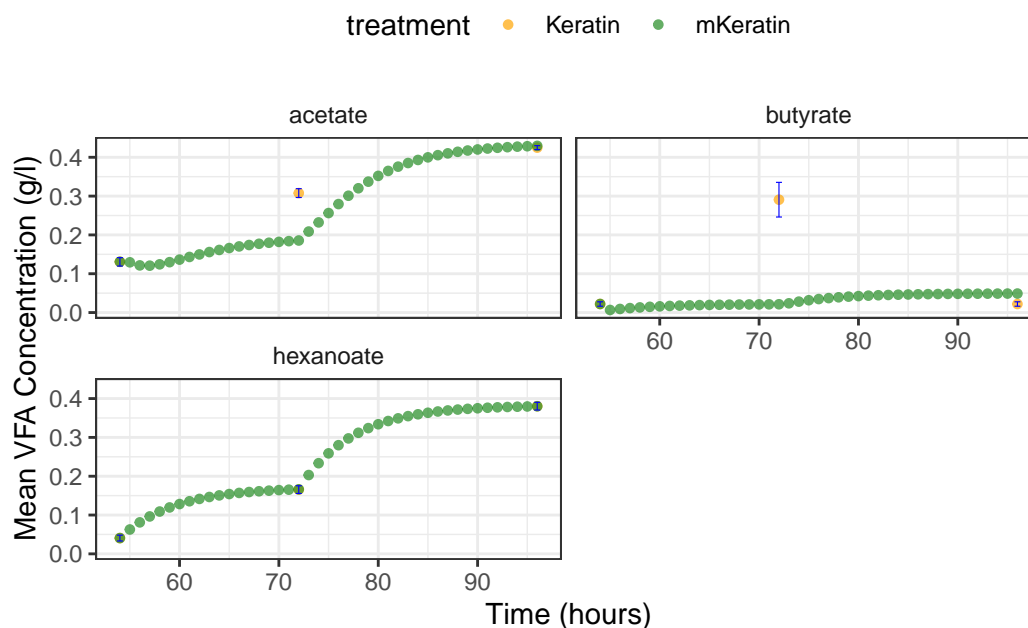 treatment Keratin mKeratin
acetate butyrate
0.4
0.3
0.2
0.1
0.0
60 70 80 90
hexanoate
0.4
0.3
0.2
0.1
0.0
60 70 80 90
Mean VFA Concentration (g/l)
Time (hours)